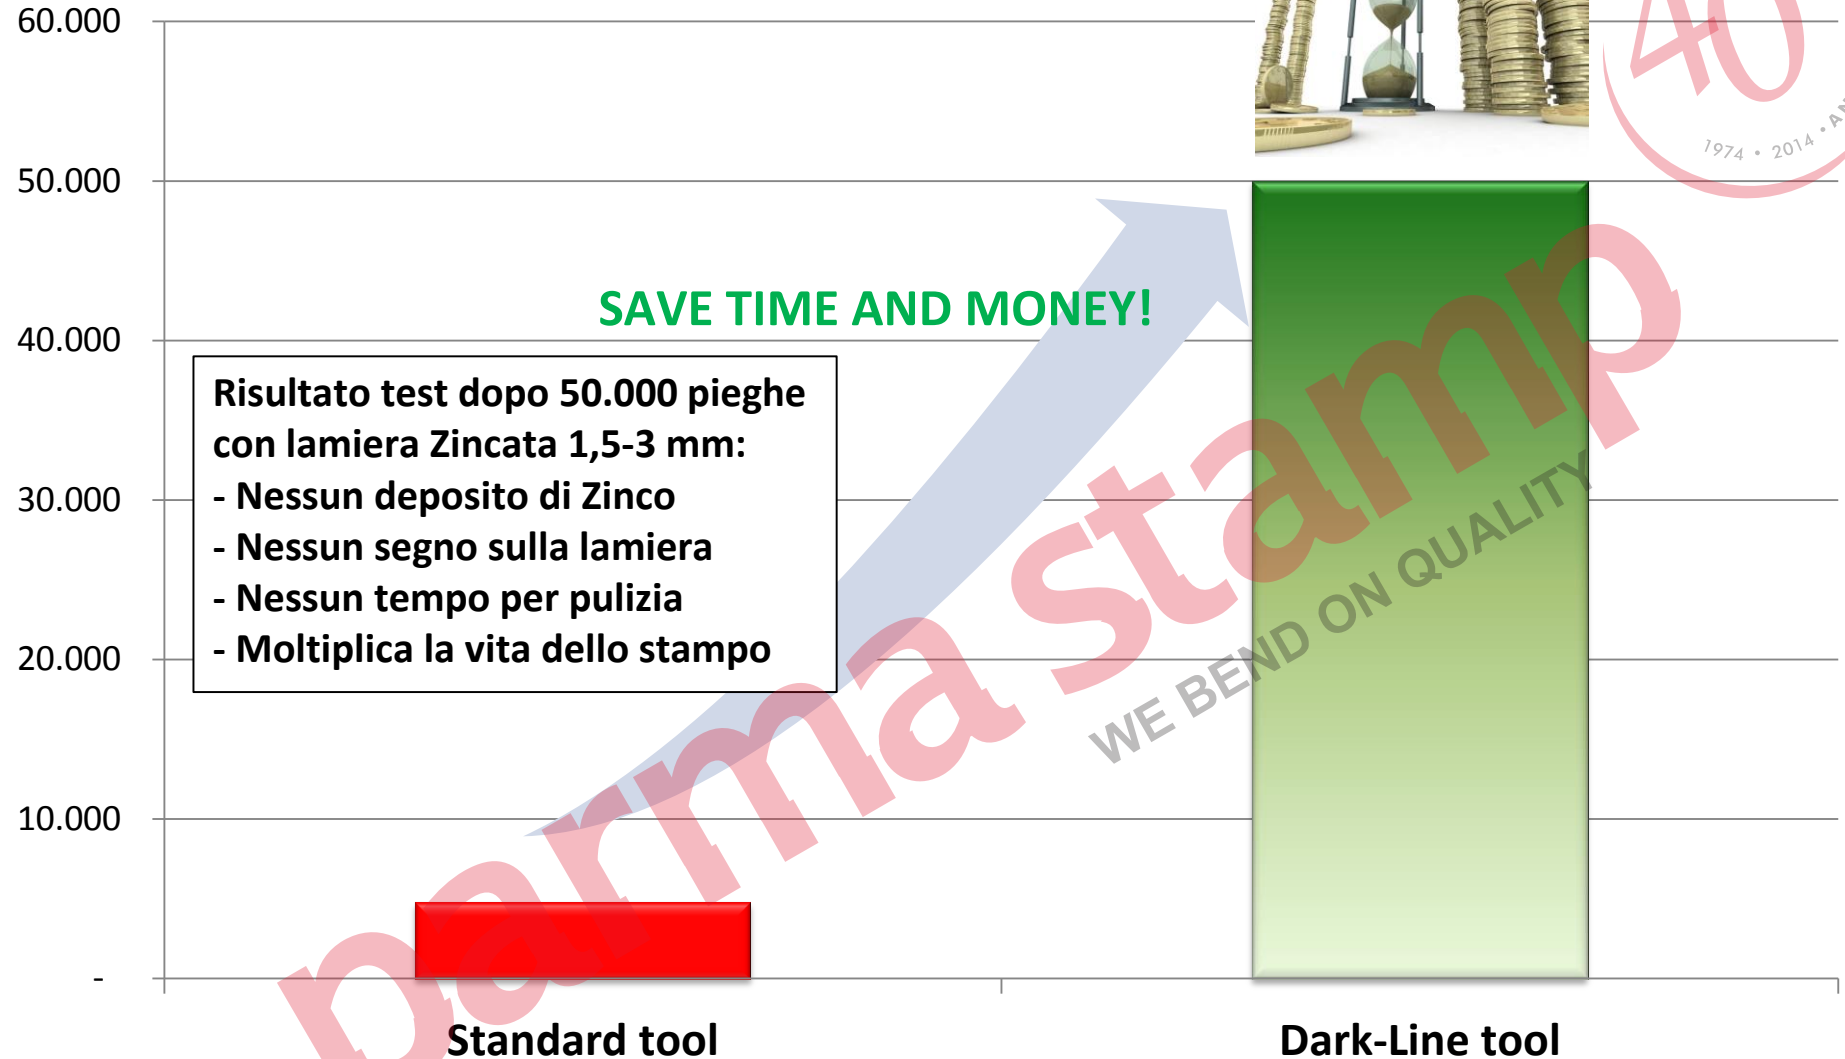 60.000
50.000
40.000
30.000
20.000
10.000
-
40
1974 • 2014 •
SAVE TIME AND MONEY!
Risultato test dopo 50.000 pieghe
con lamiera Zincata 1,5-3 mm:
- Nessun deposito di Zinco
- Nessun segno sulla lamiera
- Nessun tempo per pulizia
- Moltiplica la vita dello stampo
parma stamp
WE BEND ON QUALITY
Standard tool
Dark-Line tool